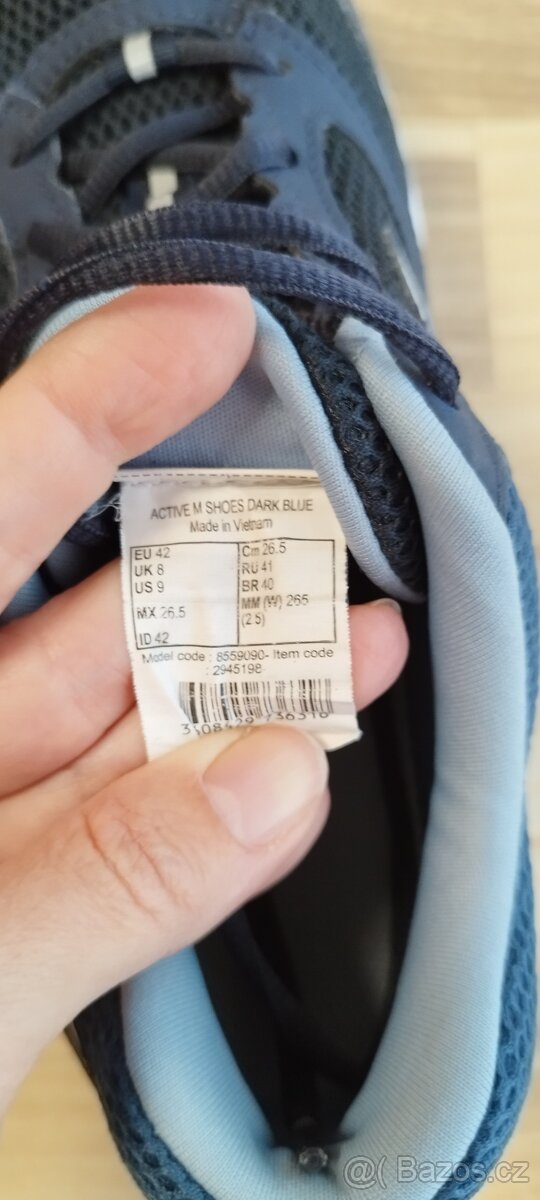 ACTIVE M SHOES DARK BLUE
Made in Vietnam
EU 42
UK 8
US 9
MX 26.5
ID 42
Cm 26.5
RU 41
BR 40
MM (W) 265
(2 S)
Model code : 8559090- Item code
: 2945198
@ Bazos.cz